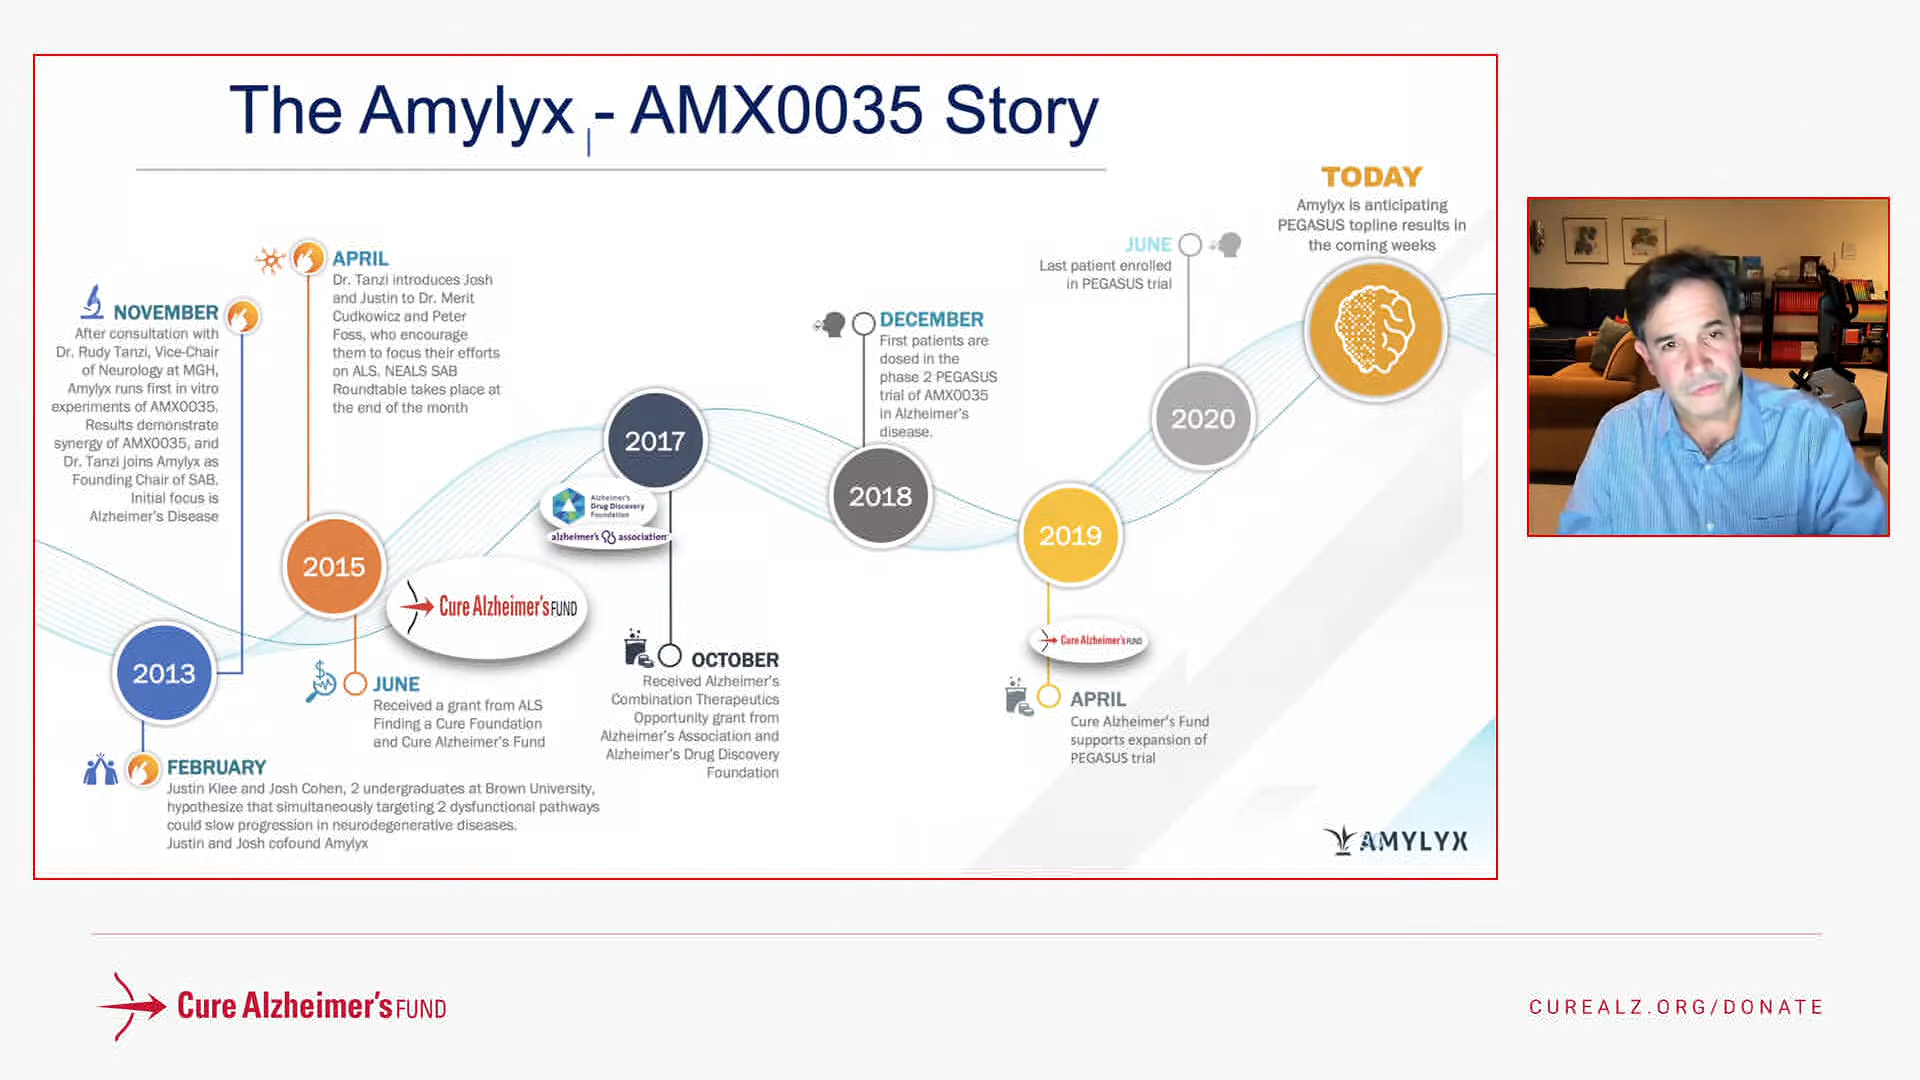 The Amylyx - AMX0035 Story
NOVEMBER
After consultation with
Dr. Rudy Tanzi, Vice-Chair
of Neurology at MGH,
Amylyx runs first in vitro
experiments of AMX0035.
Results demonstrate
synergy of AMX0035, and
Dr. Tanzi joins Amylyx as
Founding Chair of SAB.
Initial focus is
Alzheimer's Disease
2013
FEBRUARY
Justin Klee and Josh Cohen, 2 undergraduates at Brown University,
hypothesize that simultaneously targeting 2 dysfunctional pathways
could slow progression in neurodegenerative diseases.
Justin and Josh cofound Amylyx
APRIL
Dr. Tanzi introduces Josh
and Justin to Dr. Merit
Cudkowicz and Peter
Foss, who encourage
them to focus their efforts
on ALS. NEALS SAB
Roundtable takes place at
the end of the month
2015
JUNE
Received a grant from ALS
Finding a Cure Foundation
and Cure Alzheimer's Fund
Cure Alzheimer's FUND
2017
Alzheimer's
Drug Discovery
Foundation
alzheimer's association
OCTOBER
Received Alzheimer's
Combination Therapeutics
Opportunity grant from
Alzheimer's Association and
Alzheimer's Drug Discovery
Foundation
DECEMBER
First patients are
dosed in the
phase 2 PEGASUS
trial of AMX0035
in Alzheimer's
disease.
2018
2019
Cure Alzheimer's FUND
APRIL
Cure Alzheimer's Fund
supports expansion of
PEGASUS trial
JUNE
Last patient enrolled
in PEGASUS trial
2020
TODAY
Amylyx is anticipating
PEGASUS topline results in
the coming weeks
AMYLYX
Cure Alzheimer's FUND
CUREALZ.ORG/DONATE